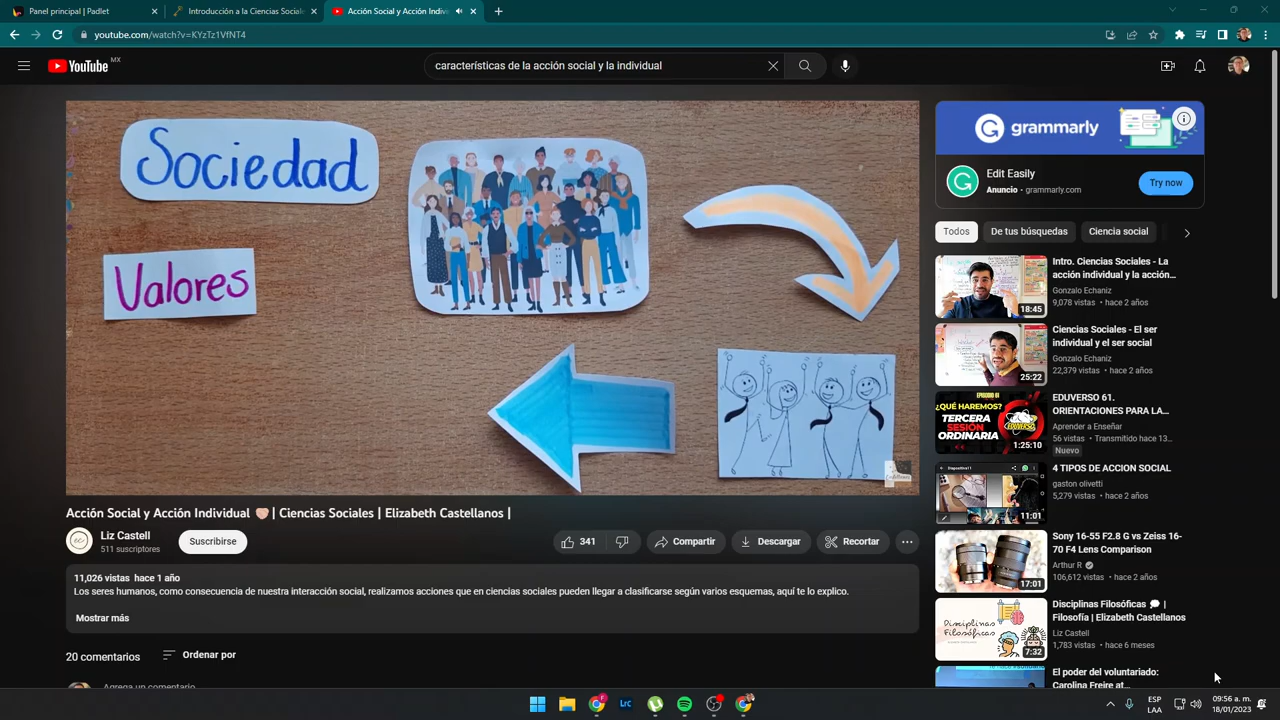 Panel principal | Padlet
Introducción a la Ciencias Sociale
Acción Social y Acción Indivi
youtube.com/watch?v=KYzTz1VfNT4
YouTube MX
características de la acción social y la individual
Sociedad
Valores
grammarly
Edit Easily
Anuncio • grammarly.com
Try now
Todos
De tus búsquedas
Ciencia social
18:45
Intro. Ciencias Sociales - La
acción individual y la acción…
Gonzalo Echaniz
9,078 vistas • hace 2 años
25:22
Ciencias Sociales - El ser
individual y el ser social
Gonzalo Echaniz
22,379 vistas • hace 2 años
EPISODIO 61
¿QUÉ HAREMOS?
TERCERA
SESIÓN
ORDINARIA
EDUVERSO
1:25:10
EDUVERSO 61.
ORIENTACIONES PARA LA…
Aprender a Enseñar
56 vistas • Transmitido hace 13…
Nuevo
11:01
4 TIPOS DE ACCION SOCIAL
gaston olivetti
5,279 vistas • hace 2 años
17:01
Sony 16-55 F2.8 G vs Zeiss 16-
70 F4 Lens Comparison
Arthur R
106,612 vistas • hace 2 años
Disciplinas
Filosóficas
7:32
Disciplinas Filosóficas 💭 |
Filosofía | Elizabeth Castellanos
Liz Castell
1,783 vistas • hace 6 meses
El poder del voluntariado:
Carolina Freire at…
Acción Social y Acción Individual | Ciencias Sociales | Elizabeth Castellanos |
Liz Castell
511 suscriptores
Suscribirse
341
Compartir
Descargar
Recortar
11,026 vistas hace 1 año
Los seres humanos, como consecuencia de nuestra interacción social, realizamos acciones que en ciencias sociales pueden llegar a clasificarse según varios esquemas, aquí te lo explico.
Mostrar más
20 comentarios
Ordenar por
Agrega un comentario
ESP
LAA
09:56 a. m.
18/01/2023